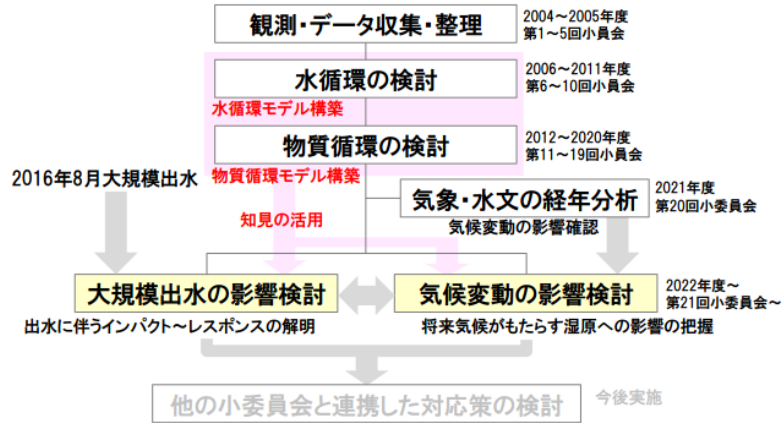 観測・データ収集・整理
2004～2005年度
第1～5回小員会
水循環の検討
2006～2011年度
第6～10回小員会
水循環モデル構築
物質循環の検討
2012～2020年度
第11～19回小員会
物質循環モデル構築
2016年8月大規模出水
知見の活用
気象・水文の経年分析
2021年度
第20回小委員会
気候変動の影響確認
大規模出水の影響検討
気候変動の影響検討
2022年度～
第21回小委員会～
出水に伴うインパクト～レスポンスの解明
将来気候がもたらす湿原への影響の把握
他の小委員会と連携した対応策の検討
今後実施